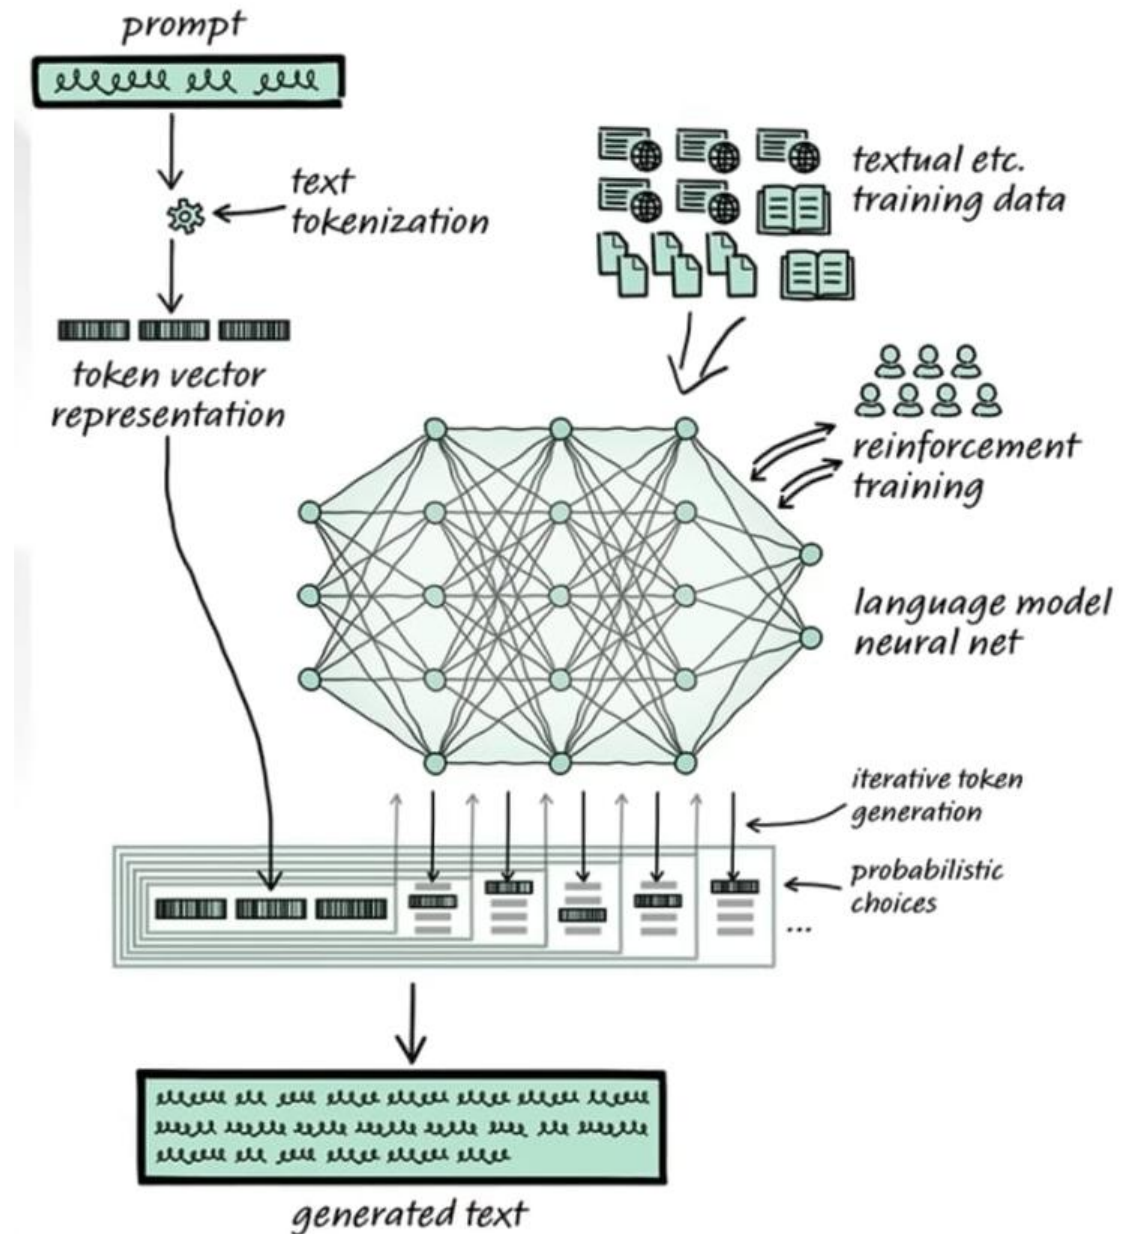 prompt
text
tokenization
token vector
representation
textual etc.
training data
reinforcement
training
language model
neural net
iterative token
generation
probabilistic
choices
...
generated text